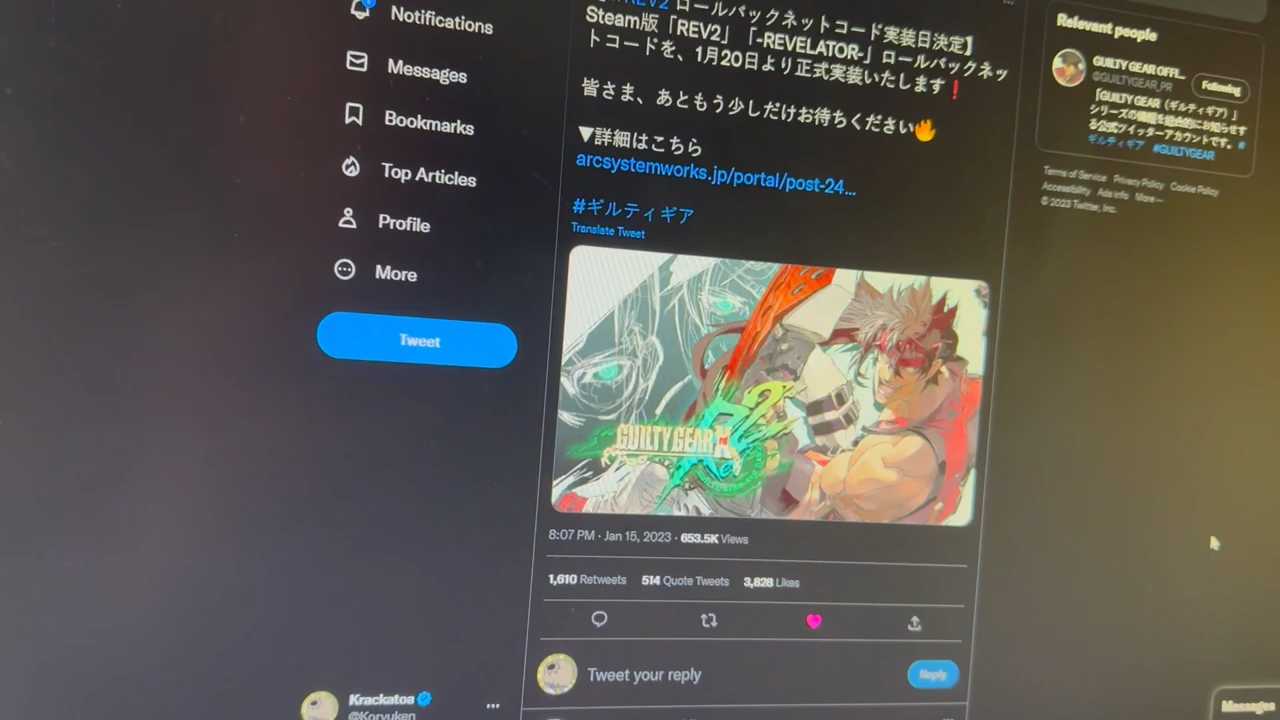 Notifications
Messages
Bookmarks
Top Articles
Profile
More
Tweet
Krackatoa
@Koryuken
REV2 ロールバックネットコード実装日決定】
Steam版「REV2」「-REVELATOR-」ロールバックネッ
トコードを、1月20日より正式実装いたします❗
皆さま、あともう少しだけお待ちください🔥
▼詳細はこちら
arcsystemworks.jp/portal/post-24…
#ギルティギア
Translate Tweet
GUILTY GEAR Xrd
8:07 PM · Jan 15, 2023 · 653.5K Views
1,610 Retweets 514 Quote Tweets 3,828 Likes
Tweet your reply
Reply
Relevant people
GUILTY GEAR OFFI...
@GUILTYGEAR_PR
Following
「GUILTY GEAR（ギルティギア）」
シリーズの情報を総合的にお知らせす
る公式ツイッターアカウントです。 #
ギルティギア #GUILTYGEAR
Terms of Service Privacy Policy Cookie Policy
Accessibility Ads info More
© 2023 Twitter, Inc.
Messages